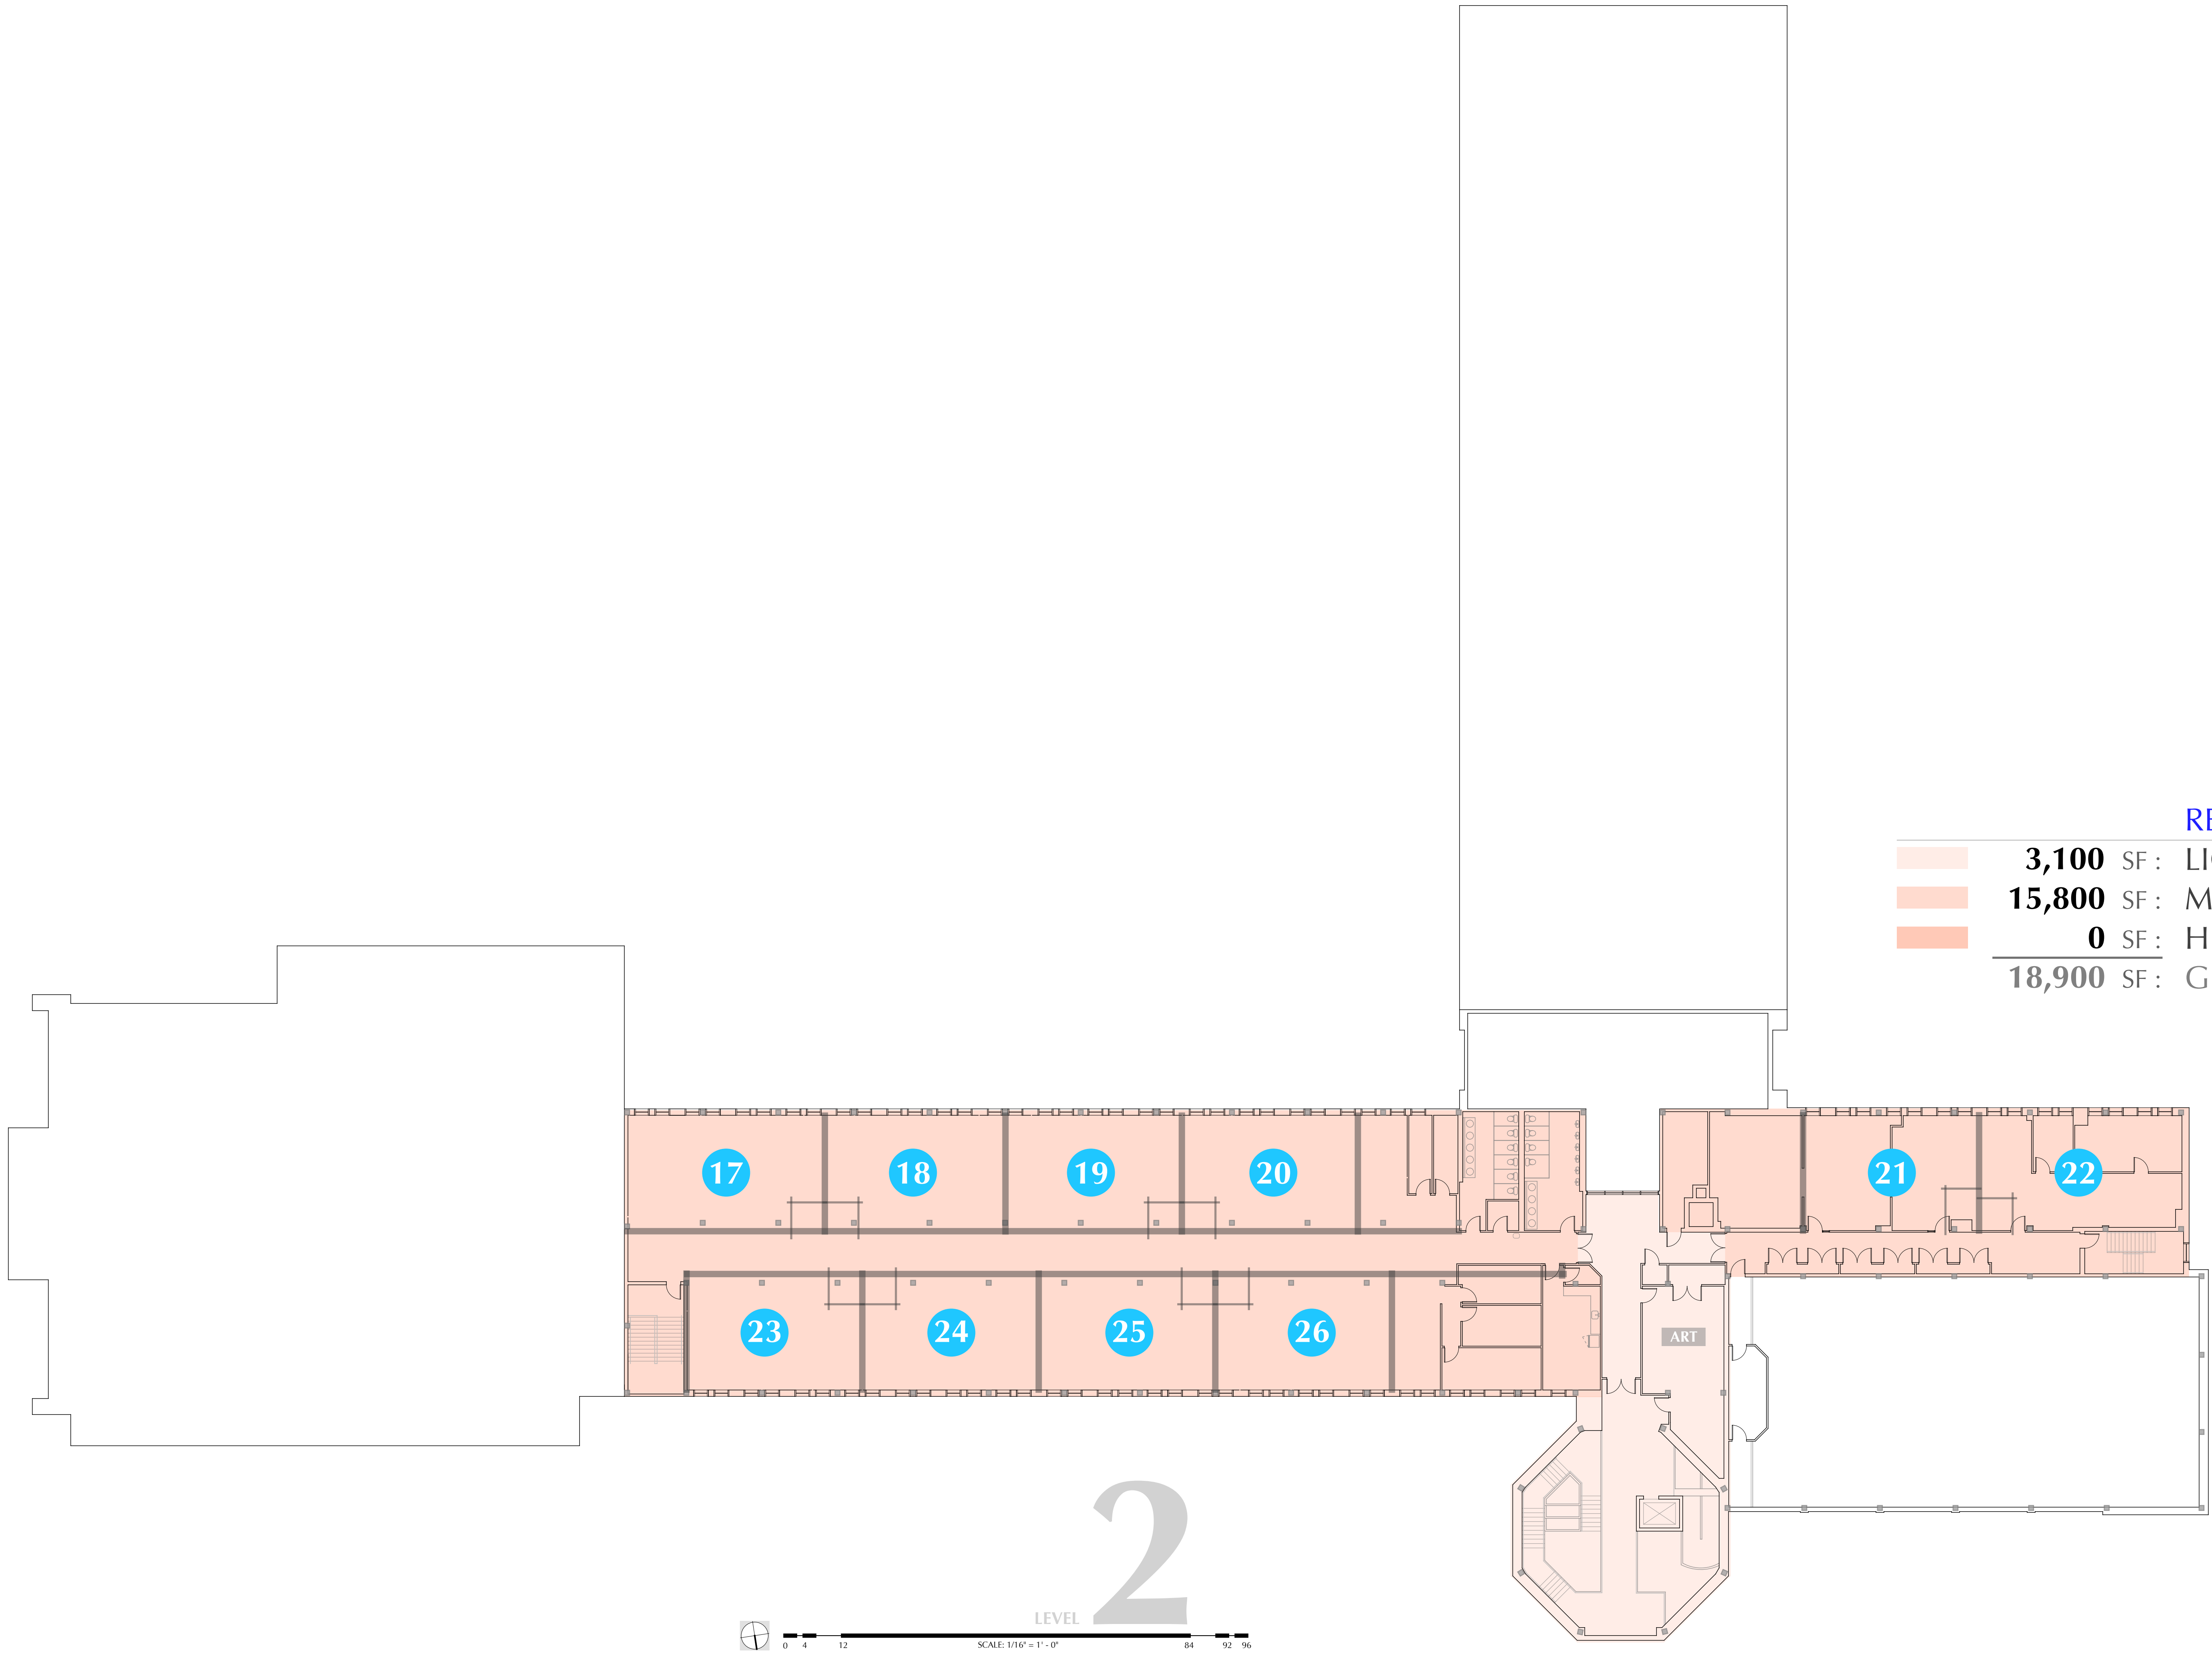 RE
3,100 SF : LI
15,800 SF : M
0 SF : H
18,900 SF : G
17 18 19 20 21 22
23 24 25 26
ART
LEVEL 2
0 4 12 SCALE: 1/16" = 1' - 0" 84 92 96